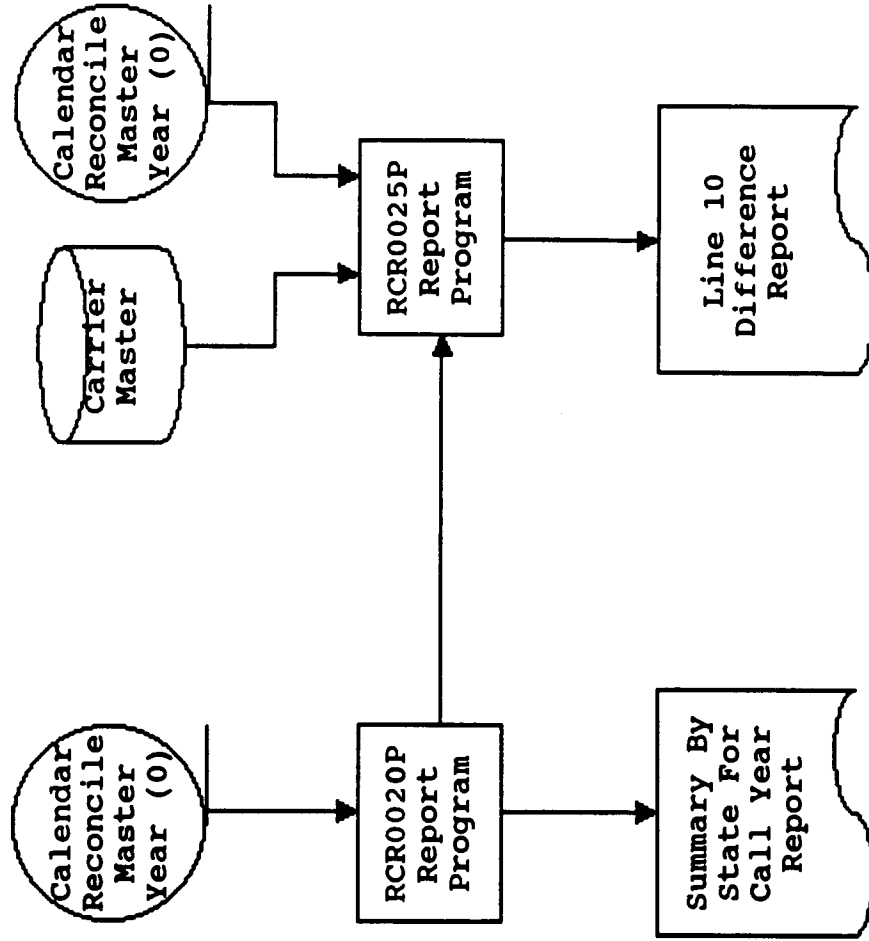 Calendar
Reconcile
Master
Year (0)
RCR0020P
Report
Program
Summary By
State For
Call Year
Report
Carrier
Master
Calendar
Reconcile
Master
Year (0)
RCR0025P
Report
Program
Line 10
Difference
Report